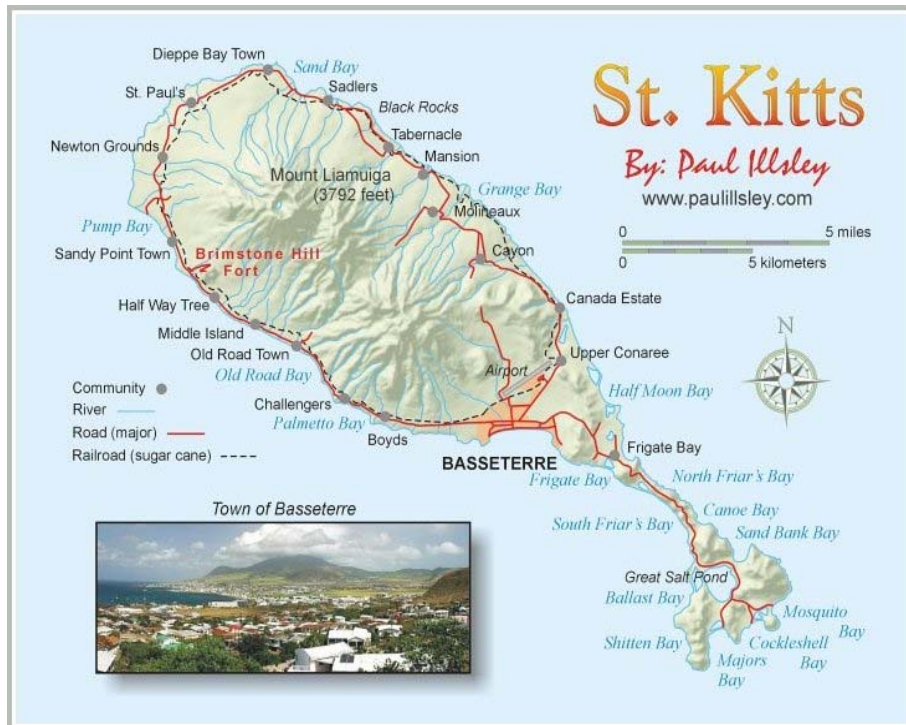 St. Kitts
By: Paul Illsley
www.paulillsley.com
0 5 miles
0 5 kilometers
N
Dieppe Bay Town
Sand Bay
St. Paul's
Sadlers
Black Rocks
Newton Grounds
Tabernacle
Mansion
Mount Liamuiga
(3792 feet)
Grange Bay
Molineaux
Pump Bay
Sandy Point Town
Brimstone Hill
Fort
Cayon
Half Way Tree
Canada Estate
Middle Island
Old Road Town
Upper Conaree
Airport
Old Road Bay
Half Moon Bay
Challengers
Palmetto Bay
Boyds
BASSETERRE
Frigate Bay
Frigate Bay
North Friar's Bay
Canoe Bay
South Friar's Bay
Sand Bank Bay
Great Salt Pond
Ballast Bay
Mosquito
Bay
Shitten Bay
Cockleshell
Bay
Majors
Bay
Community
River
Road (major)
Railroad (sugar cane)
Town of Basseterre